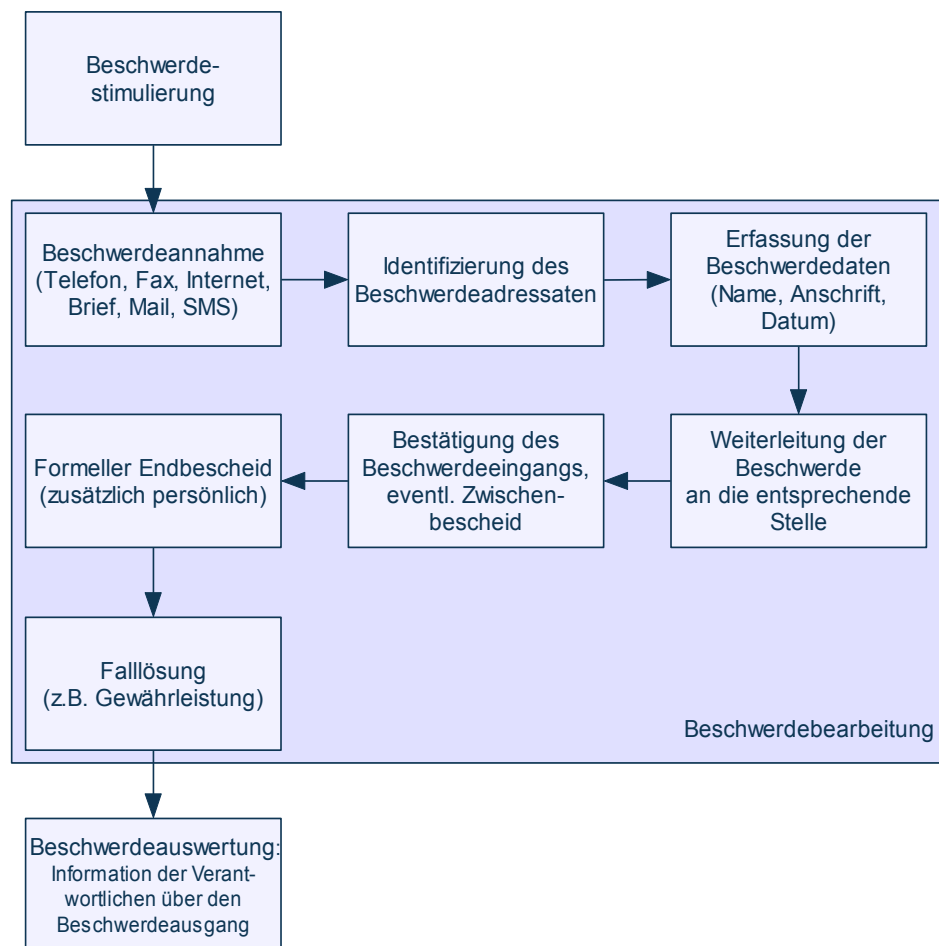 Beschwerde-
stimulierung
Beschwerdeannahme
(Telefon, Fax, Internet,
Brief, Mail, SMS)
Identifizierung des
Beschwerdeadressaten
Erfassung der
Beschwerdedaten
(Name, Anschrift,
Datum)
Weiterleitung der
Beschwerde
an die entsprechende
Stelle
Bestätigung des
Beschwerdeeingangs,
eventl. Zwischen-
bescheid
Formeller Endbescheid
(zusätzlich persönlich)
Falllösung
(z.B. Gewährleistung)
Beschwerdebearbeitung
Beschwerdeauswertung:
Information der Verant-
wortlichen über den
Beschwerdeausgang